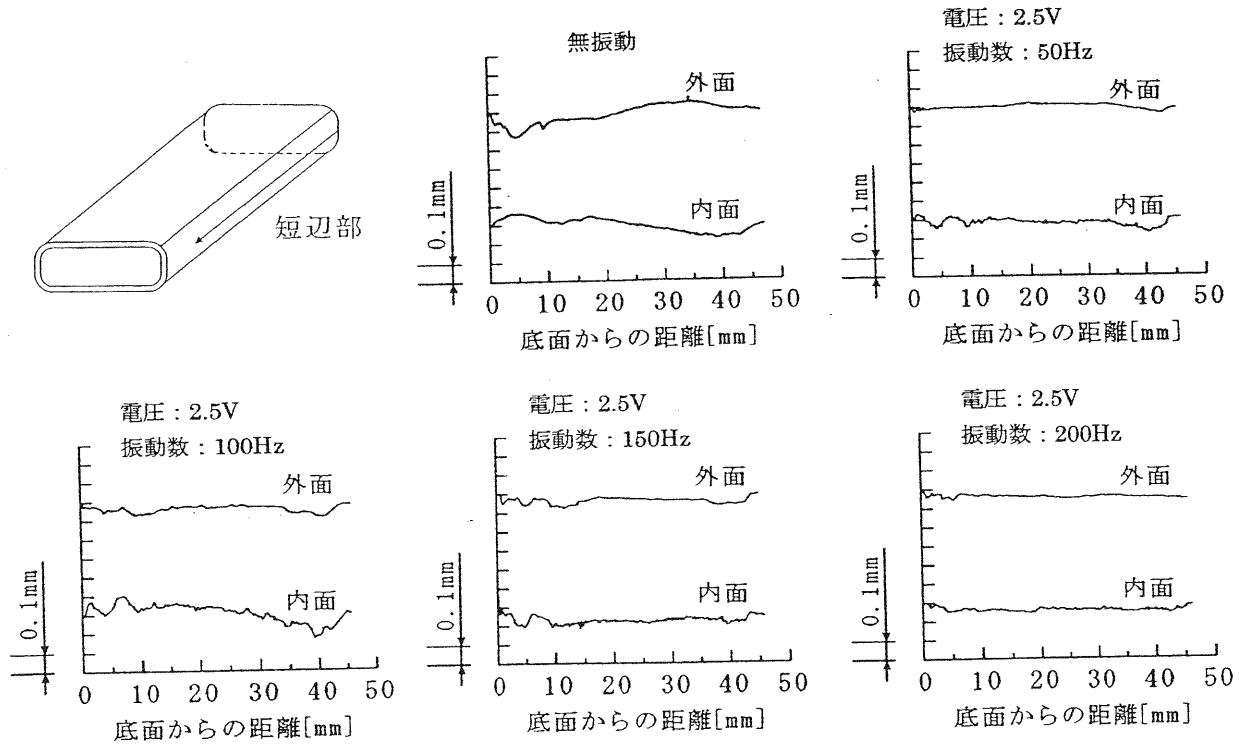 短辺部
無振動
外面
内面
0.1mm
0 10 20 30 40 50
底面からの距離[mm]
電圧：2.5V
振動数：50Hz
外面
内面
0.1mm
0 10 20 30 40 50
底面からの距離[mm]
電圧：2.5V
振動数：100Hz
外面
内面
0.1mm
0 10 20 30 40 50
底面からの距離[mm]
電圧：2.5V
振動数：150Hz
外面
内面
0.1mm
0 10 20 30 40 50
底面からの距離[mm]
電圧：2.5V
振動数：200Hz
外面
内面
0.1mm
0 10 20 30 40 50
底面からの距離[mm]